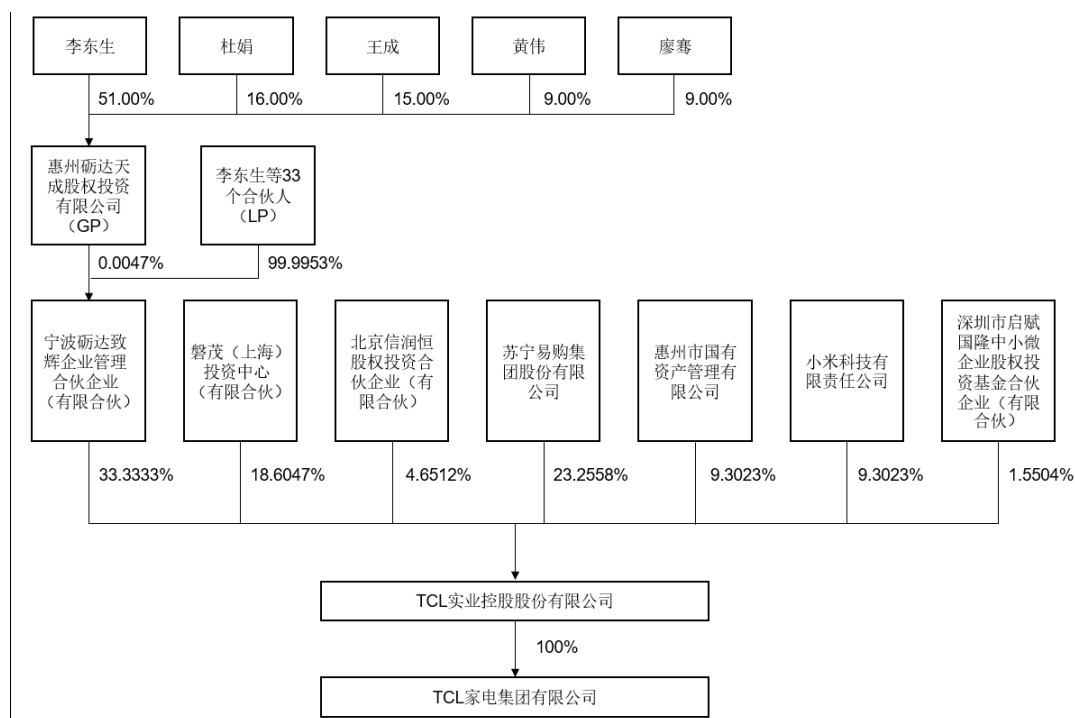 李东生
杜娟
王成
黄伟
廖骞
51.00%
16.00%
15.00%
9.00%
9.00%
惠州砺达天
成股权投资
有限公司
（GP）
李东生等33
个合伙人
（LP）
0.0047%
99.9953%
宁波砺达致
辉企业管理
合伙企业
（有限合伙）
磐茂（上海）
投资中心
（有限合伙）
北京信润恒
股权投资合
伙企业（有
限合伙）
苏宁易购集
团股份有限
公司
惠州市国有
资产管理有
限公司
小米科技有
限责任公司
深圳市启赋
国隆中小微
企业股权投
资基金合伙
企业（有限
合伙）
33.3333%
18.6047%
4.6512%
23.2558%
9.3023%
9.3023%
1.5504%
TCL实业控股股份有限公司
100%
TCL家电集团有限公司